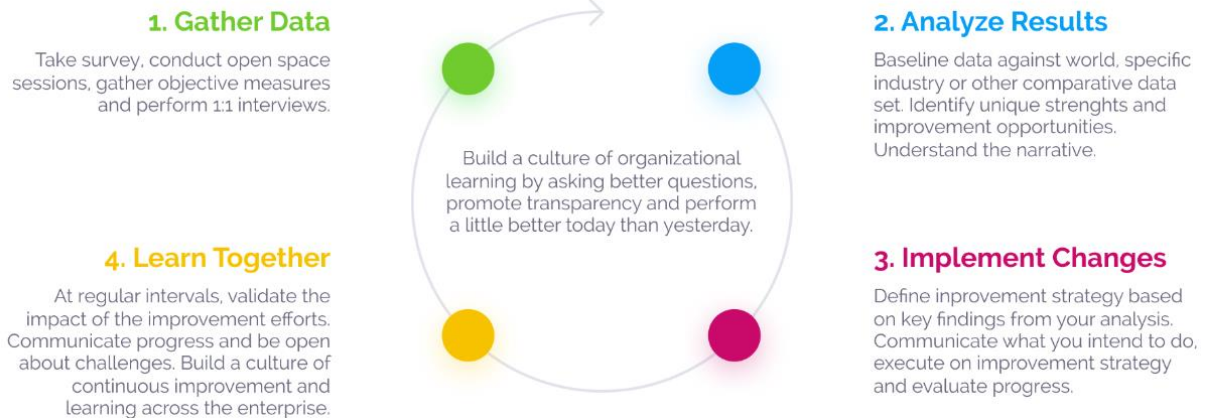 1. Gather Data
Take survey, conduct open space
sessions, gather objective measures
and perform 1:1 interviews.
2. Analyze Results
Baseline data against world, specific
industry or other comparative data
set. Identify unique strenghts and
improvement opportunities.
Understand the narrative.
Build a culture of organizational
learning by asking better questions,
promote transparency and perform
a little better today than yesterday.
3. Implement Changes
Define inprovement strategy based
on key findings from your analysis.
Communicate what you intend to do,
execute on improvement strategy
and evaluate progress.
4. Learn Together
At regular intervals, validate the
impact of the improvement efforts.
Communicate progress and be open
about challenges. Build a culture of
continuous improvement and
learning across the enterprise.